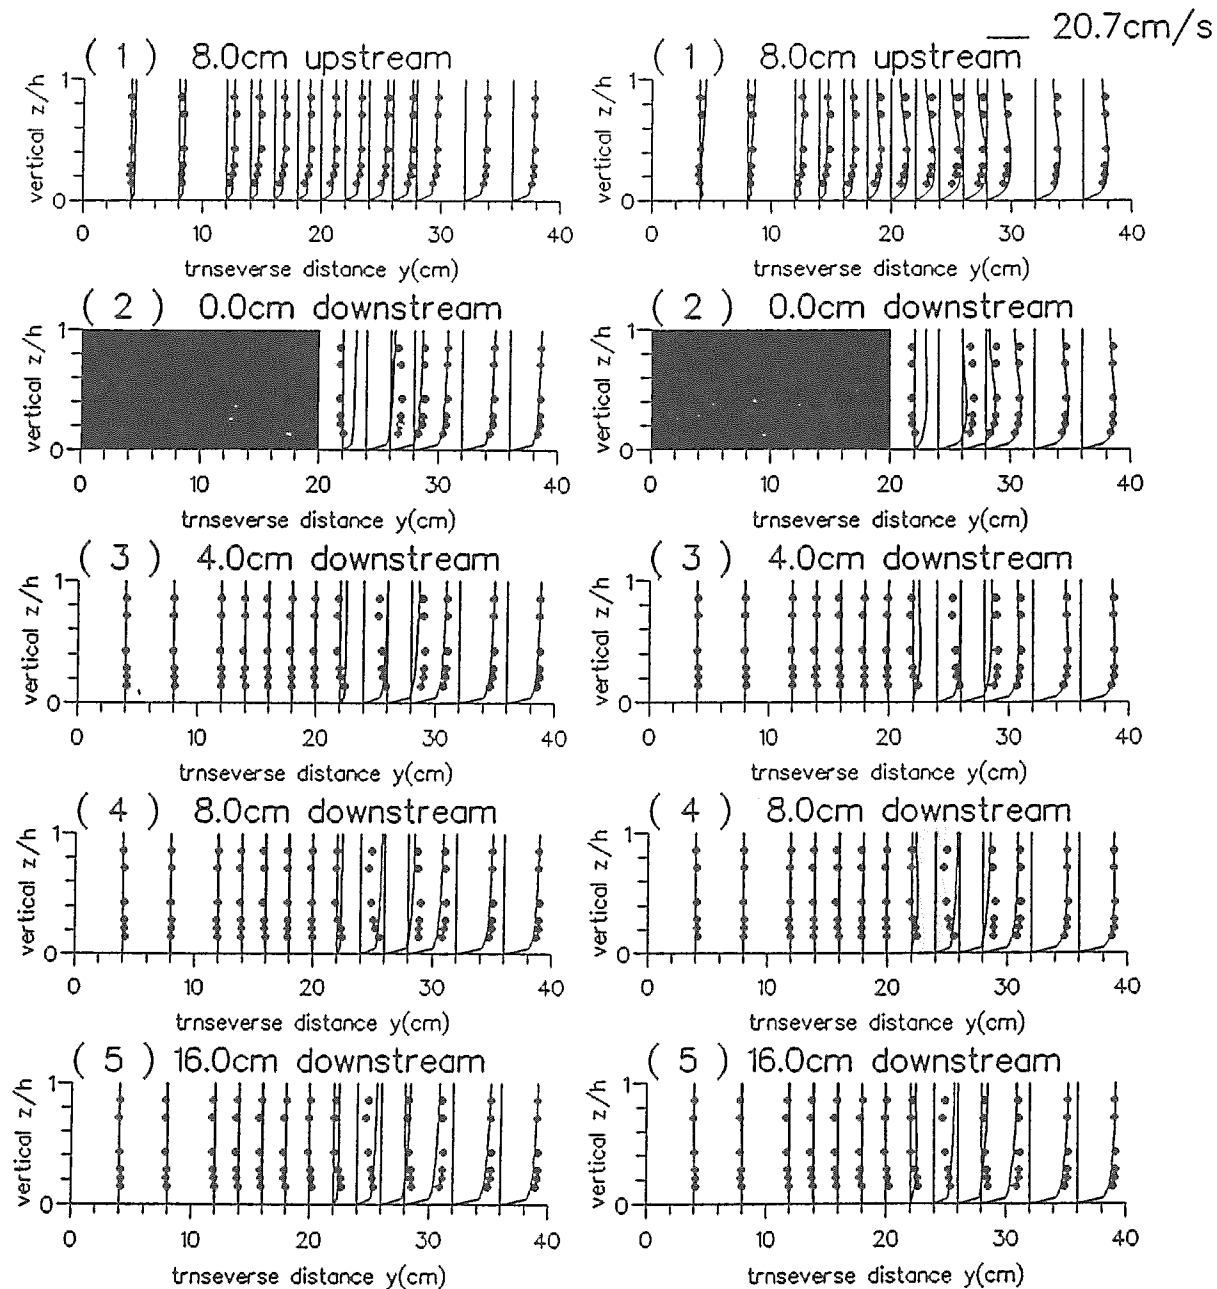 20.7cm/s
( 1 ) 8.0cm upstream
( 1 ) 8.0cm upstream
vertical z/h
1
0
0 10 20 30 40
trnseverse distance y(cm)
vertical z/h
1
0
0 10 20 30 40
trnseverse distance y(cm)
( 2 ) 0.0cm downstream
( 2 ) 0.0cm downstream
vertical z/h
1
0
0 10 20 30 40
trnseverse distance y(cm)
vertical z/h
1
0
0 10 20 30 40
trnseverse distance y(cm)
( 3 ) 4.0cm downstream
( 3 ) 4.0cm downstream
vertical z/h
1
0
0 10 20 30 40
trnseverse distance y(cm)
vertical z/h
1
0
0 10 20 30 40
trnseverse distance y(cm)
( 4 ) 8.0cm downstream
( 4 ) 8.0cm downstream
vertical z/h
1
0
0 10 20 30 40
trnseverse distance y(cm)
vertical z/h
1
0
0 10 20 30 40
trnseverse distance y(cm)
( 5 ) 16.0cm downstream
( 5 ) 16.0cm downstream
vertical z/h
1
0
0 10 20 30 40
trnseverse distance y(cm)
vertical z/h
1
0
0 10 20 30 40
trnseverse distance y(cm)